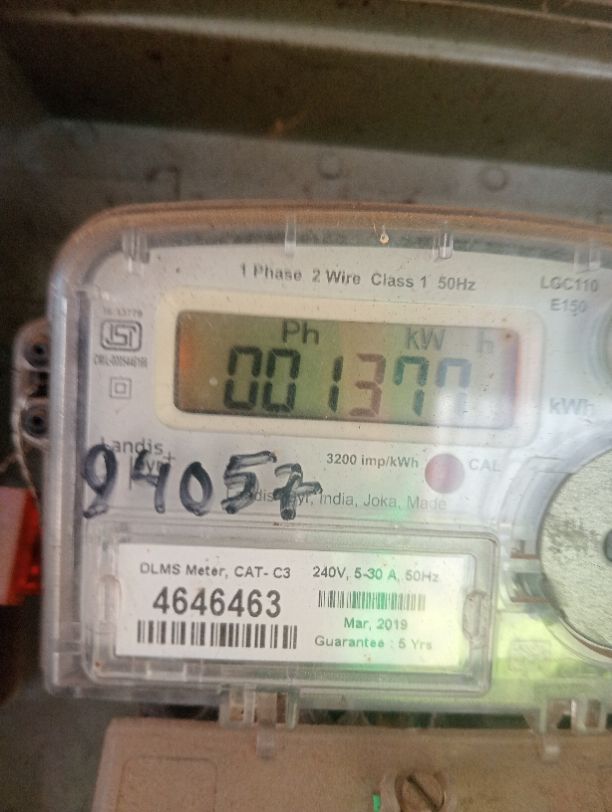 1 Phase 2 Wire Class 1 50Hz
LGC110
E150
Ph kW h
001377
kWh
Landis
Gyr+
3200 imp/kWh
CAL
94057
India, Joka, Made
DLMS Meter, CAT- C3
240V, 5-30 A, 50Hz
4646463
Mar, 2019
Guarantee : 5 Yrs